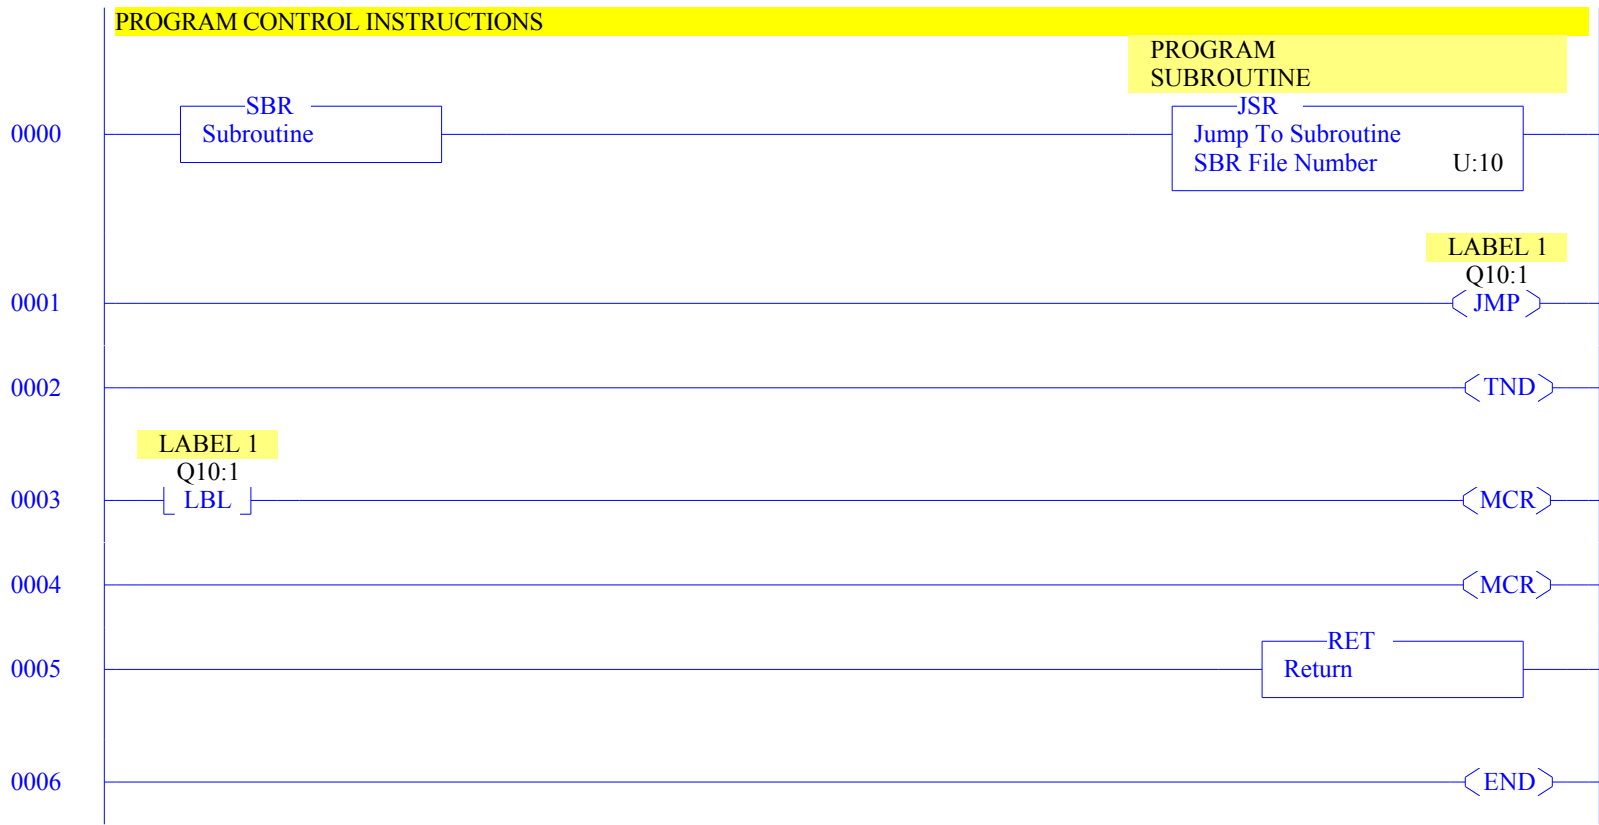 PROGRAM CONTROL INSTRUCTIONS
PROGRAM
SUBROUTINE
SBR
JSR
0000
Subroutine
Jump To Subroutine
SBR File Number U:10
LABEL 1
Q10:1
0001
JMP
0002
TND
LABEL 1
Q10:1
0003
LBL
MCR
0004
MCR
RET
0005
Return
0006
END